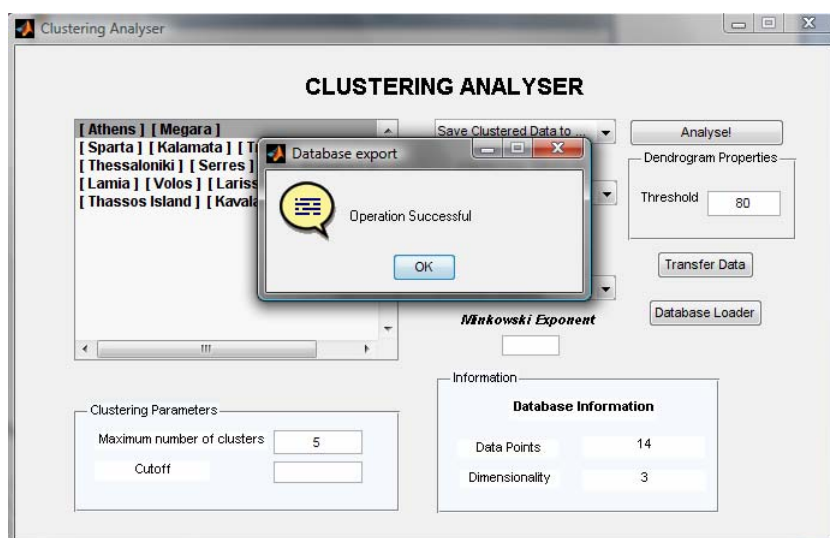 Clustering Analyser
CLUSTERING ANALYSER
[ Athens ] [ Megara ]
[ Sparta ] [ Kalamata ] [
[ Thessaloniki ] [ Serres ]
[ Lamia ] [ Volos ] [
[ Thassos Island ] [
Save Clustered Data to ...
Analyse!
Database export
Operation Successful
OK
Dendrogram Properties
Threshold
80
Transfer Data
Database Loader
Minkowski Exponent
Clustering Parameters
Maximum number of clusters
5
Cutoff
Information
Database Information
Data Points
14
Dimensionality
3